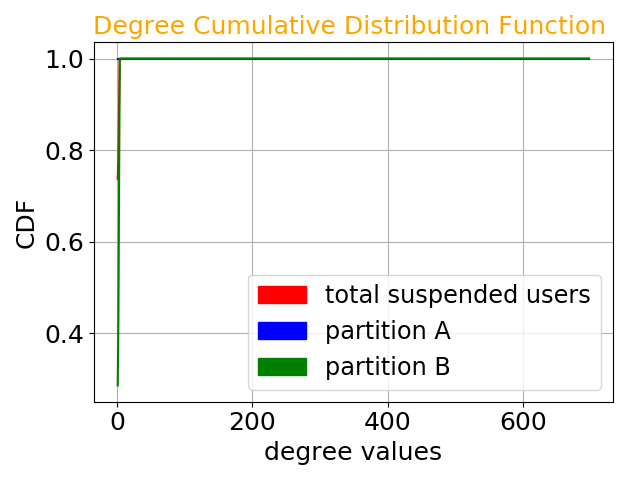 Degree Cumulative Distribution Function
1.0
0.8
0.6
0.4
CDF
total suspended users
partition A
partition B
0 200 400 600
degree values